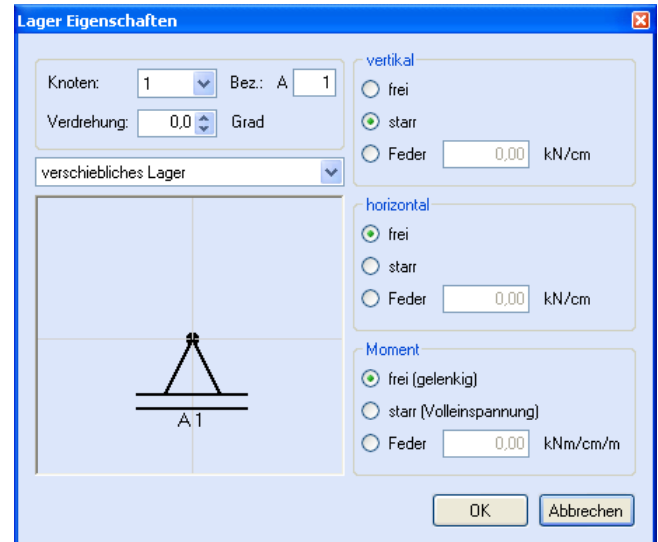 Lager Eigenschaften
Knoten: 1 Bez.: A 1
Verdrehung: 0,0 Grad
verschiebliches Lager
A 1
vertikal
frei
starr
Feder 0,00 kN/cm
horizontal
frei
starr
Feder 0,00 kN/cm
Moment
frei (gelenkig)
starr (Volleinspannung)
Feder 0,00 kNm/cm/m
OK Abbrechen